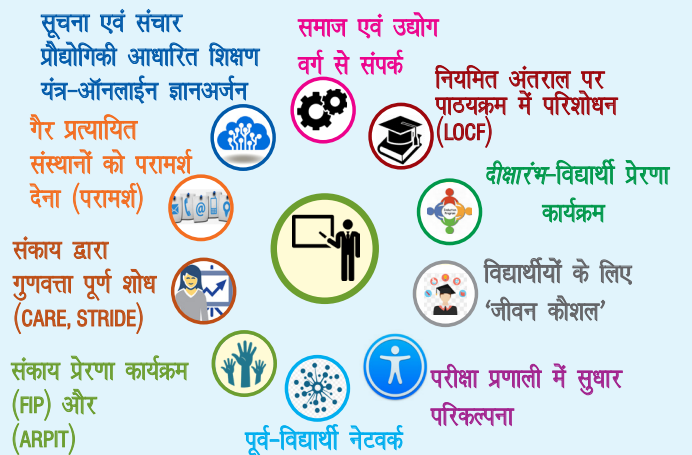 सूचना एवं संचार
प्रौद्योगिकी आधारित शिक्षण
यंत्र-ऑनलाईन ज्ञानअर्जन
समाज एवं उद्योग
वर्ग से संपर्क
नियमित अंतराल पर
पाठयक्रम में परिशोधन
(LOCF)
दीक्षारंभ-विद्यार्थी प्रेरणा
कार्यक्रम
विद्यार्थीयों के लिए
‘जीवन कौशल’
परीक्षा प्रणाली में सुधार
परिकल्पना
पूर्व-विद्यार्थी नेटवर्क
संकाय प्रेरणा कार्यक्रम
(FIP) और
(ARPIT)
संकाय द्वारा
गुणवत्ता पूर्ण शोध
(CARE, STRIDE)
गैर प्रत्यायित
संस्थानों को परामर्श
देना (परामर्श)